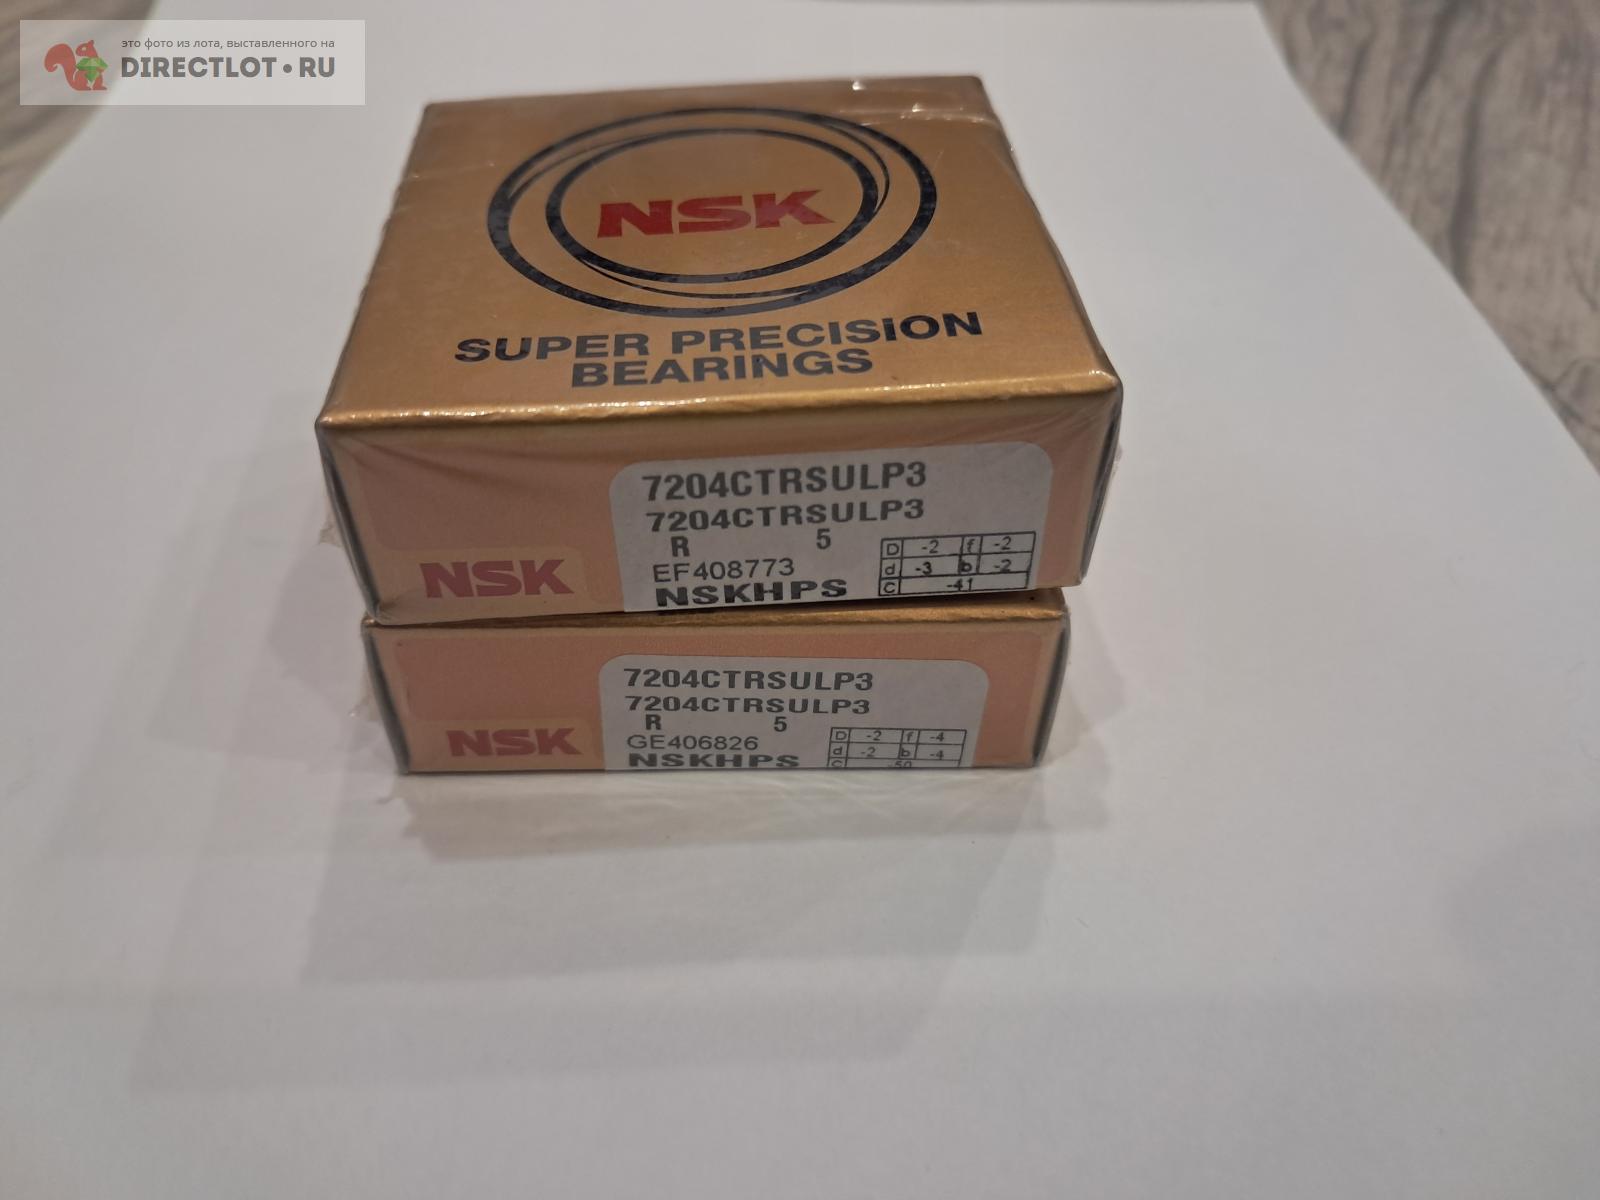 это фото из лота, выставленного на
DIRECTLOT•RU
NSK
SUPER PRECISION
BEARINGS
7204CTRSULP3
7204CTRSULP3
R 5
EF408773
NSKHPS
D -2 f -2
d -3 b -2
C -41
NSK
7204CTRSULP3
7204CTRSULP3
R 5
GE406826
NSKHPS
D -2 f -4
d -2 b -4
C -50
NSK